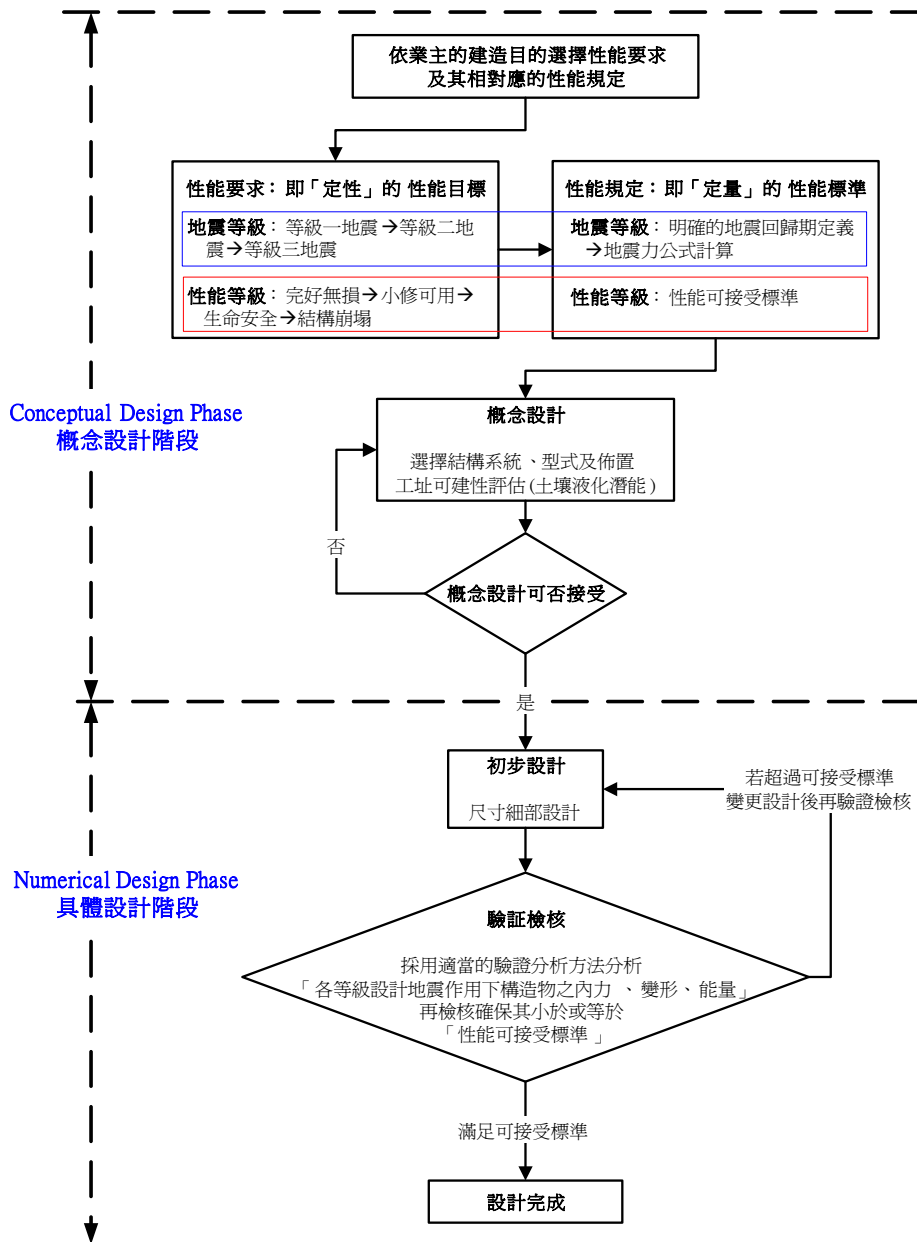 依業主的建造目的選擇性能要求
及其相對應的性能規定
性能要求：即「定性」的 性能目標
地震等級：等級一地震→等級二地
震→等級三地震
性能等級：完好無損→小修可用→
生命安全→結構崩塌
性能規定：即「定量」的 性能標準
地震等級：明確的地震回歸期定義
→地震力公式計算
性能等級：性能可接受標準
Conceptual Design Phase
概念設計階段
概念設計
選擇結構系統、型式及佈置
工址可建性評估(土壤液化潛能)
否
概念設計可否接受
是
初步設計
尺寸細部設計
若超過可接受標準
變更設計後再驗證檢核
Numerical Design Phase
具體設計階段
驗証檢核
採用適當的驗證分析方法分析
「各等級設計地震作用下構造物之內力、變形、能量」
再檢核確保其小於或等於
「性能可接受標準」
滿足可接受標準
設計完成